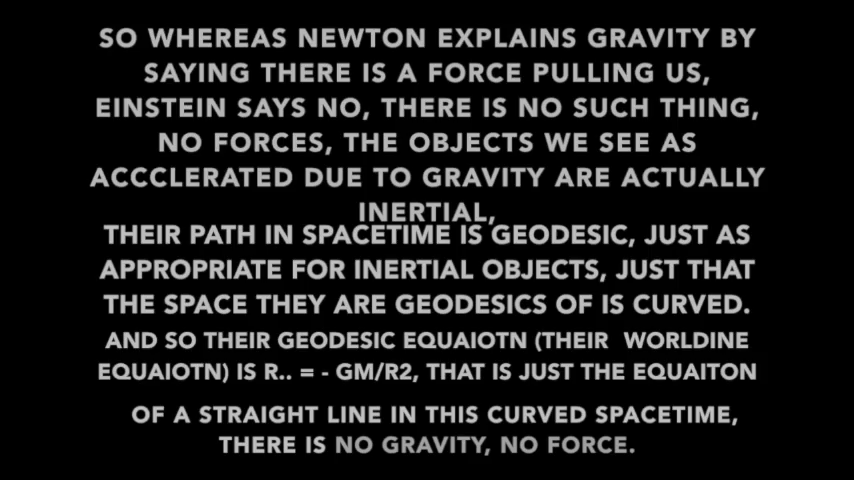 SO WHEREAS NEWTON EXPLAINS GRAVITY BY
SAYING THERE IS A FORCE PULLING US,
EINSTEIN SAYS NO, THERE IS NO SUCH THING,
NO FORCES, THE OBJECTS WE SEE AS
ACCCLERATED DUE TO GRAVITY ARE ACTUALLY
INERTIAL,
THEIR PATH IN SPACETIME IS GEODESIC, JUST AS
APPROPRIATE FOR INERTIAL OBJECTS, JUST THAT
THE SPACE THEY ARE GEODESICS OF IS CURVED.
AND SO THEIR GEODESIC EQUAIOTN (THEIR WORLDINE
EQUAIOTN) IS R.. = - GM/R2, THAT IS JUST THE EQUAITON
OF A STRAIGHT LINE IN THIS CURVED SPACETIME,
THERE IS NO GRAVITY, NO FORCE.